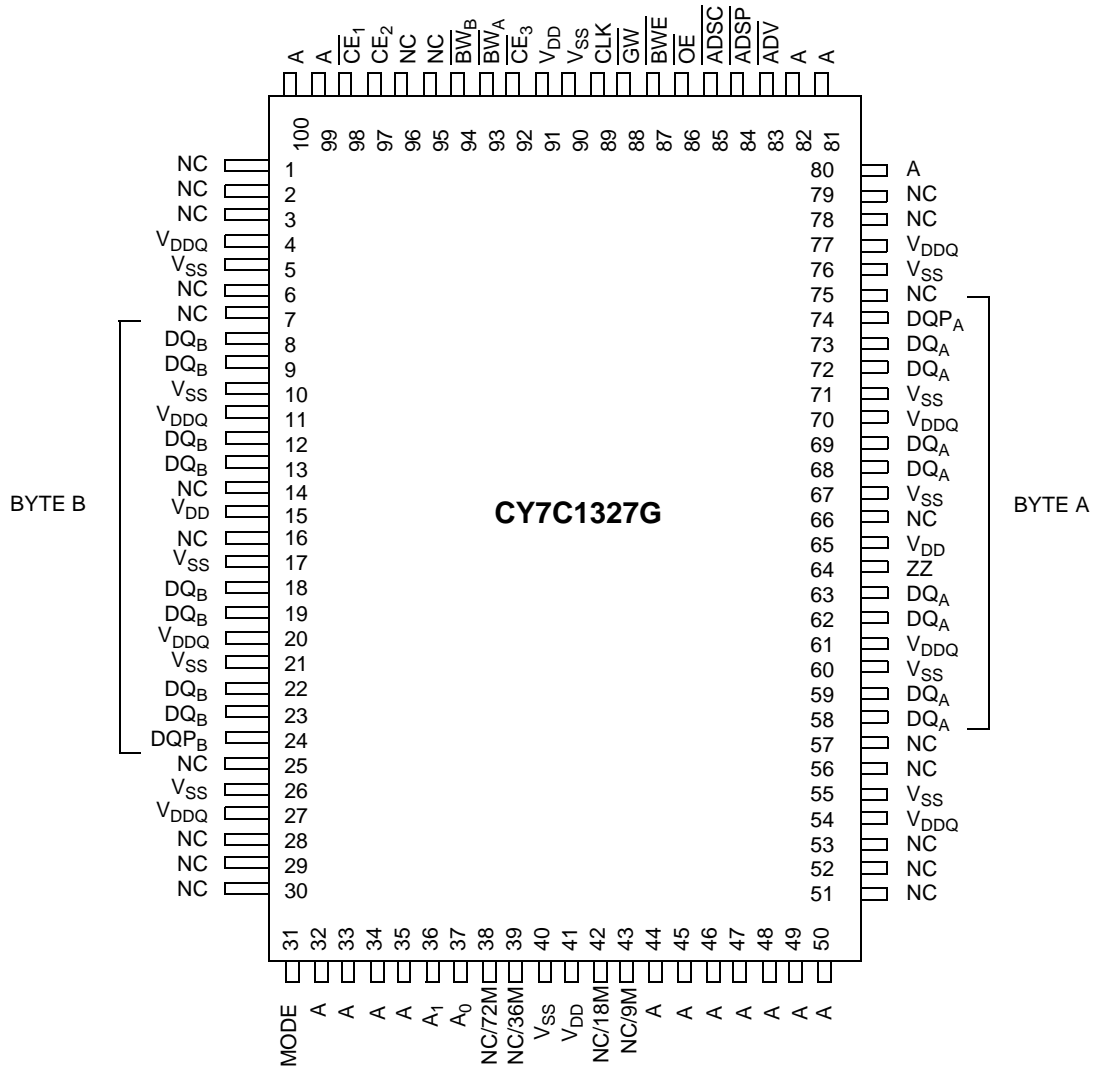 A A CE1 CE2 NC NC BWB BWA CE3 VDD VSS CLK GW BWE OE ADSC ADSP ADV A A
100 99 98 97 96 95 94 93 92 91 90 89 88 87 86 85 84 83 82 81
NC 1 80 A
NC 2 79 NC
NC 3 78 NC
VDDQ 4 77 VDDQ
VSS 5 76 VSS
NC 6 75 NC
NC 7 74 DQPA
DQB 8 73 DQA
DQB 9 72 DQA
VSS 10 71 VSS
VDDQ 11 70 VDDQ
DQB 12 69 DQA
DQB 13 68 DQA
NC 14 67 VSS
BYTE B
VDD 15 66 NC
CY7C1327G
BYTE A
NC 16 65 VDD
VSS 17 64 ZZ
DQB 18 63 DQA
DQB 19 62 DQA
VDDQ 20 61 VDDQ
VSS 21 60 VSS
DQB 22 59 DQA
DQB 23 58 DQA
DQPB 24 57 NC
NC 25 56 NC
VSS 26 55 VSS
VDDQ 27 54 VDDQ
NC 28 53 NC
NC 29 52 NC
NC 30 51 NC
31 32 33 34 35 36 37 38 39 40 41 42 43 44 45 46 47 48 49 50
MODE A A A A A1 A0 NC/72M NC/36M VSS VDD NC/18M NC/9M A A A A A A A